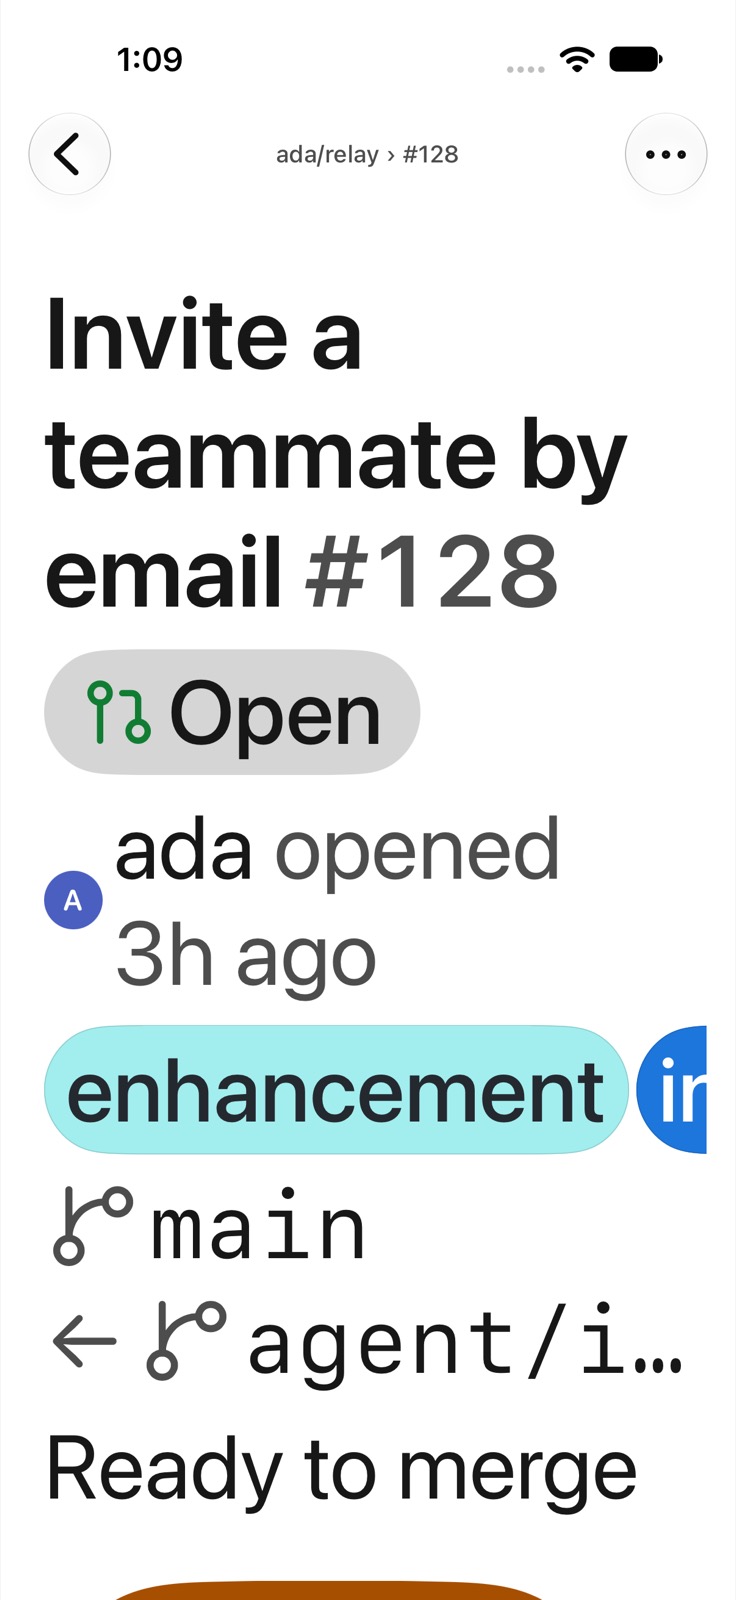 1:09
ada/relay › #128
Invite a
teammate by
email #128
Open
A
ada opened
3h ago
enhancement
main
← agent/i…
Ready to merge